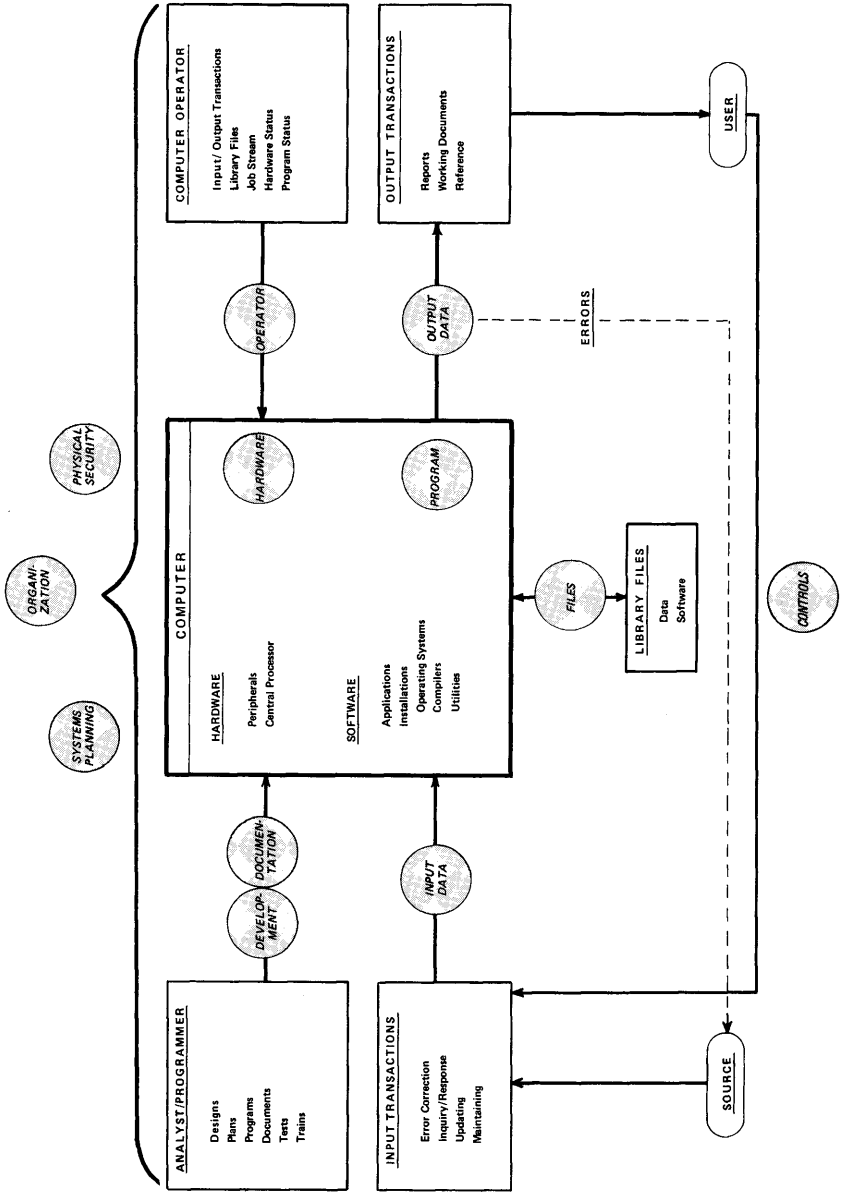 ORGANI-
ZATION
SYSTEMS
PLANNING
PHYSICAL
SECURITY
ANALYST/PROGRAMMER
Designs
Plans
Programs
Documents
Tests
Trains
DEVELOP-
MENT
DOCUMEN-
TATION
COMPUTER
HARDWARE
Peripherals
Central Processor
HARDWARE
SOFTWARE
Applications
Installations
Operating Systems
Compilers
Utilities
PROGRAM
OPERATOR
COMPUTER OPERATOR
Input/Output Transactions
Library Files
Job Stream
Hardware Status
Program Status
INPUT TRANSACTIONS
Error Correction
Inquiry/Response
Updating
Maintaining
INPUT
DATA
OUTPUT
DATA
OUTPUT TRANSACTIONS
Reports
Working Documents
Reference
FILES
ERRORS
LIBRARY FILES
Data
Software
SOURCE
USER
CONTROLS